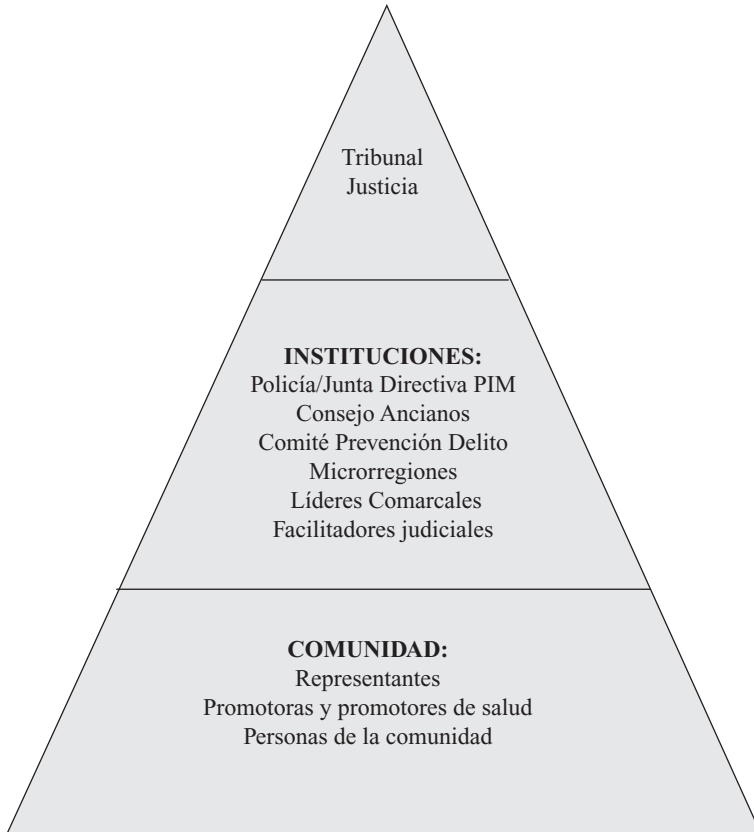 Tribunal
Justicia
INSTITUCIONES:
Policía/Junta Directiva PIM
Consejo Ancianos
Comité Prevención Delito
Microrregiones
Líderes Comarcales
Facilitadores judiciales
COMUNIDAD:
Representantes
Promotoras y promotores de salud
Personas de la comunidad